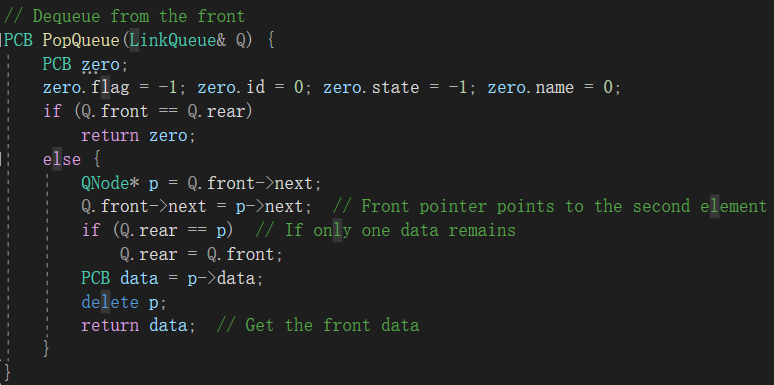 // Dequeue from the front
PCB PopQueue(LinkQueue& Q) {
    PCB zero;
    zero.flag = -1; zero.id = 0; zero.state = -1; zero.name = 0;
    if (Q.front == Q.rear)
        return zero;
    else {
        QNode* p = Q.front->next;
        Q.front->next = p->next;  // Front pointer points to the second element
        if (Q.rear == p)  // If only one data remains
            Q.rear = Q.front;
        PCB data = p->data;
        delete p;
        return data;  // Get the front data
    }
}